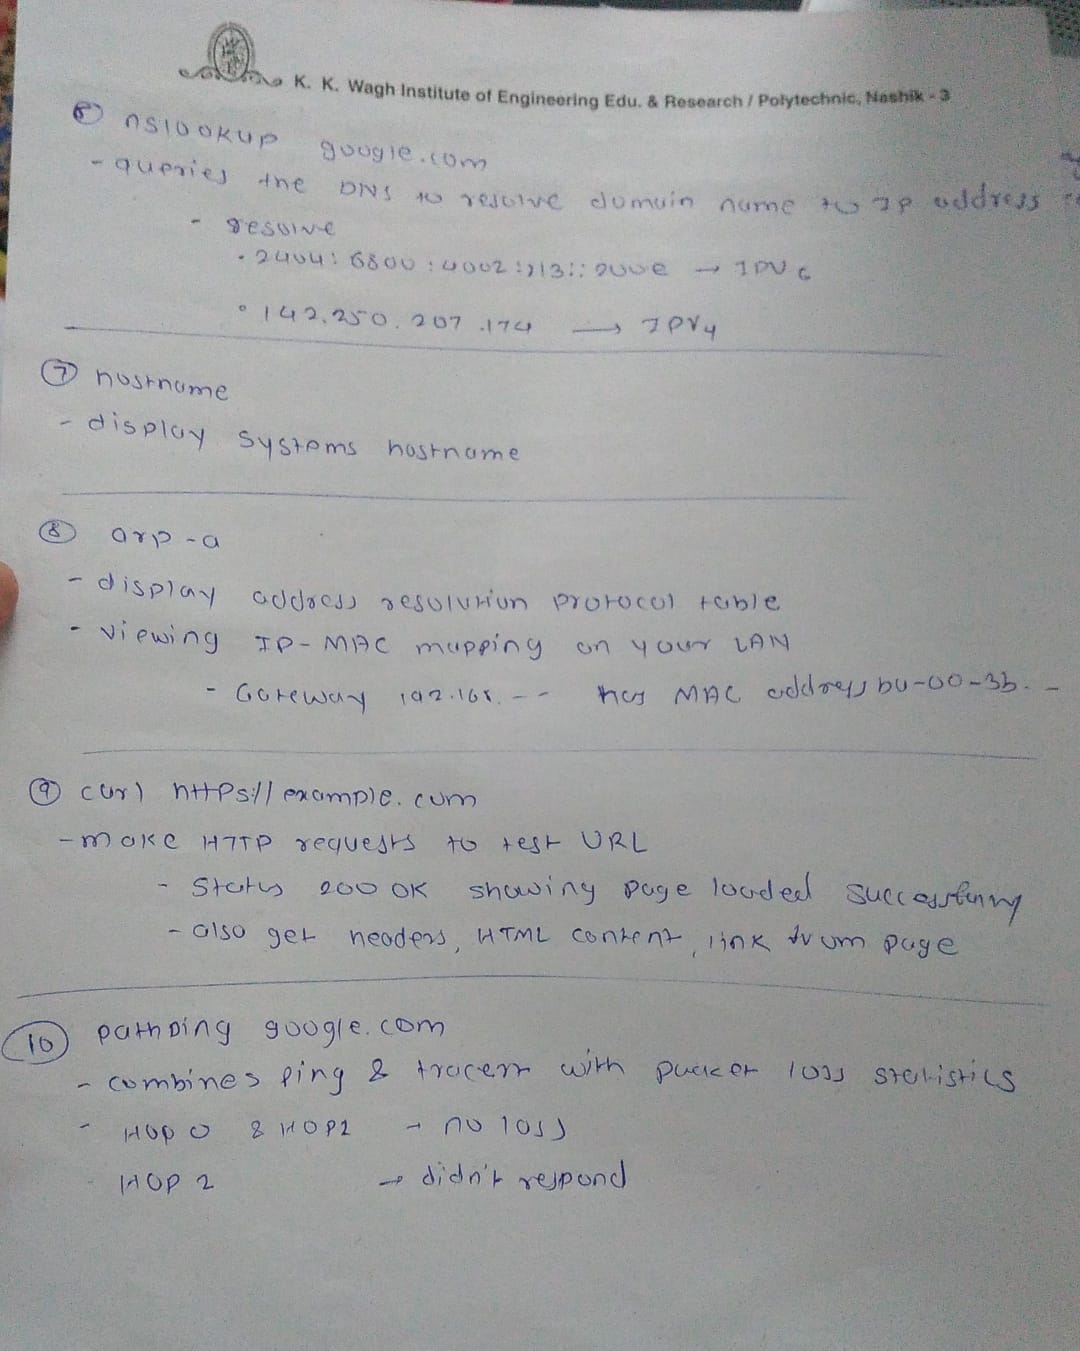 K. K. Wagh Institute of Engineering Edu. & Research / Polytechnic, Nashik - 3
nslookup google.com
- queries the DNS to resolve domain name to IP address
- resolve
• 2404:6800:4002: :200e → IPV6
• 142.250.207.174 → IPV4
⑦ hostname
- display systems hostname
⑧ arp -a
- display address resolution protocol table
- viewing IP-MAC mapping on your LAN
- Gateway 192.168. -- has MAC address b0-00-3b. -
⑨ curl https://example.com
- make HTTP requests to test URL
- Status 200 OK showing page loaded successfully
- also get headers, HTML content, link from page
⑩ pathping google.com
- combines ping & tracert with packet loss statistics
- Hop 0 & HOP1 → no loss
HOP 2 → didn't respond